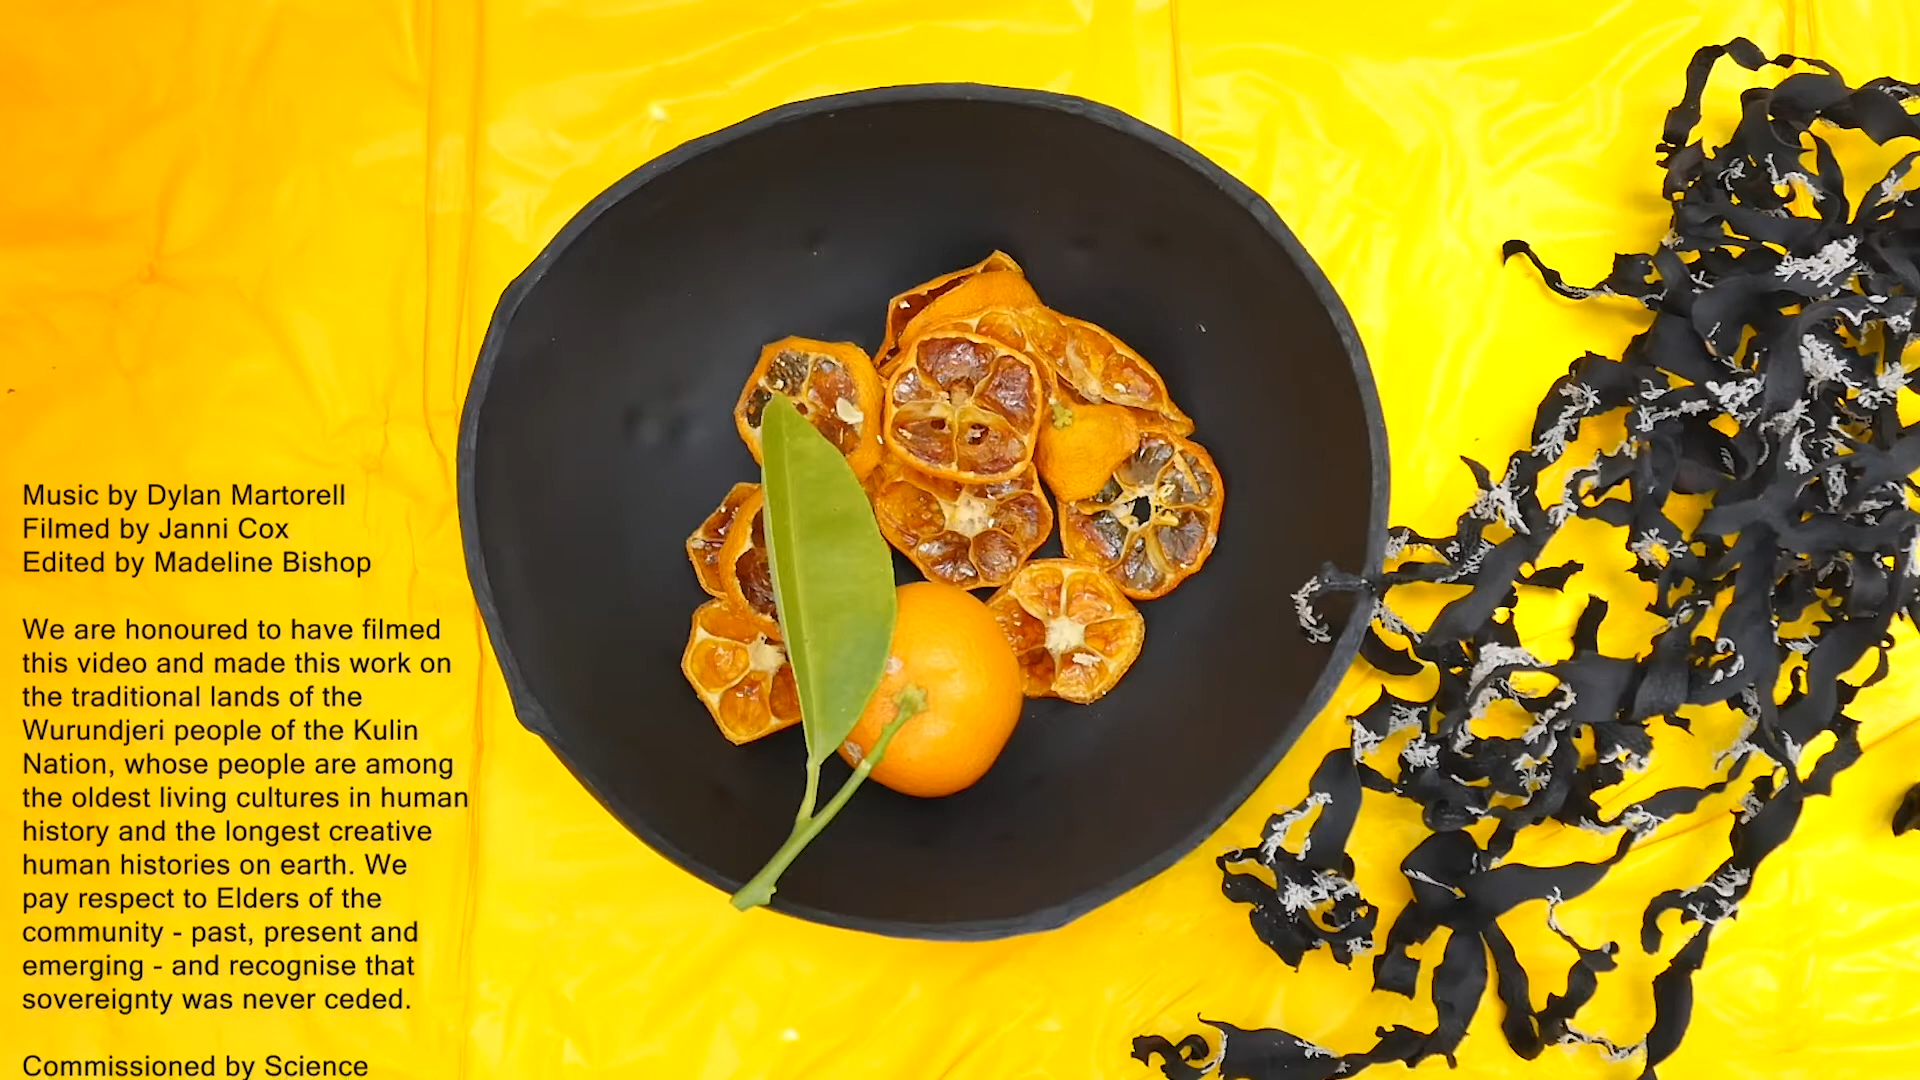 Music by Dylan Martorell
Filmed by Janni Cox
Edited by Madeline Bishop
We are honoured to have filmed
this video and made this work on
the traditional lands of the
Wurundjeri people of the Kulin
Nation, whose people are among
the oldest living cultures in human
history and the longest creative
human histories on earth. We
pay respect to Elders of the
community - past, present and
emerging - and recognise that
sovereignty was never ceded.
Commissioned by Science